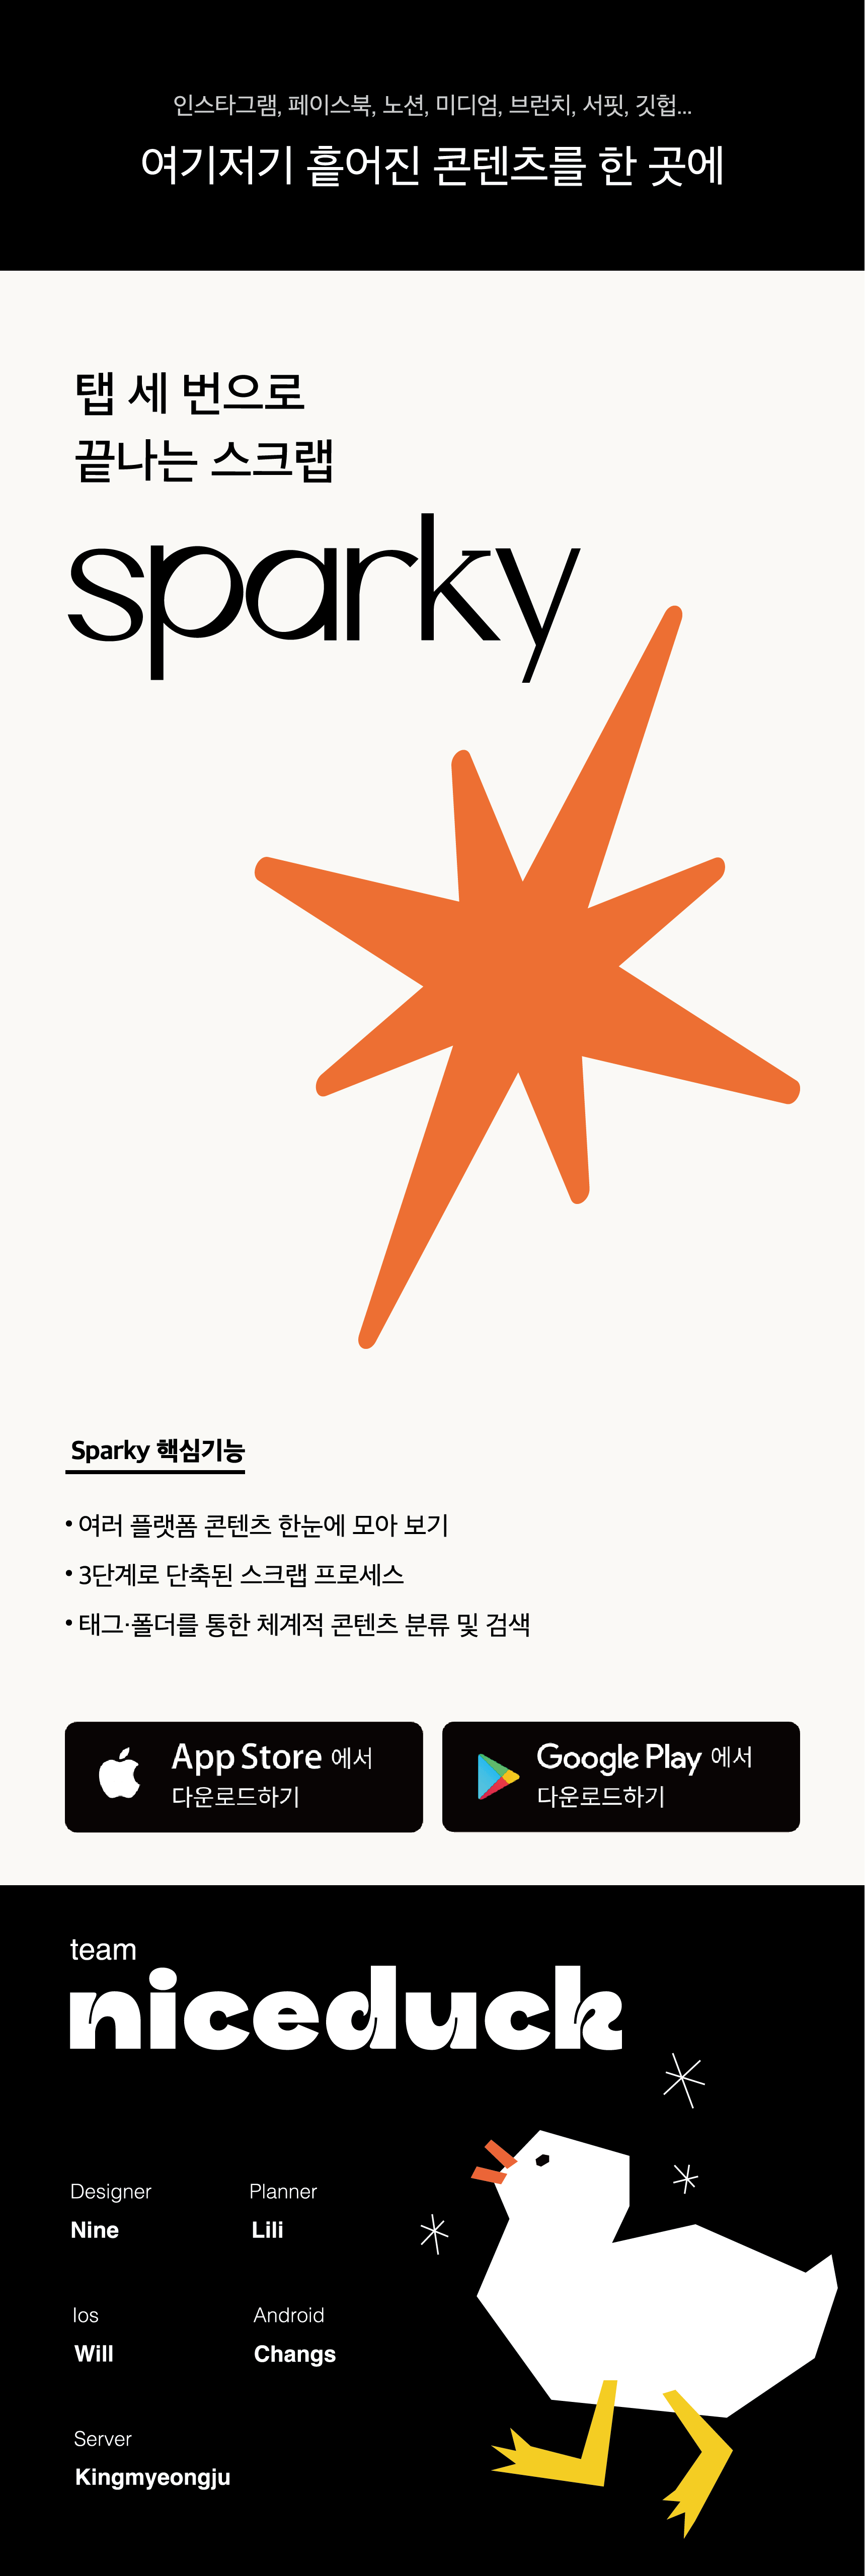 인스타그램, 페이스북, 노션, 미디엄, 브런치, 서핏, 깃헙...
여기저기 흩어진 콘텐츠를 한 곳에
탭 세 번으로
끝나는 스크랩
sparky
Sparky 핵심기능
• 여러 플랫폼 콘텐츠 한눈에 모아 보기
• 3단계로 단축된 스크랩 프로세스
• 태그·폴더를 통한 체계적 콘텐츠 분류 및 검색
App Store 에서
다운로드하기
Google Play 에서
다운로드하기
team
niceduck
Designer
Nine
Planner
Lili
Ios
Will
Android
Changs
Server
Kingmyeongju